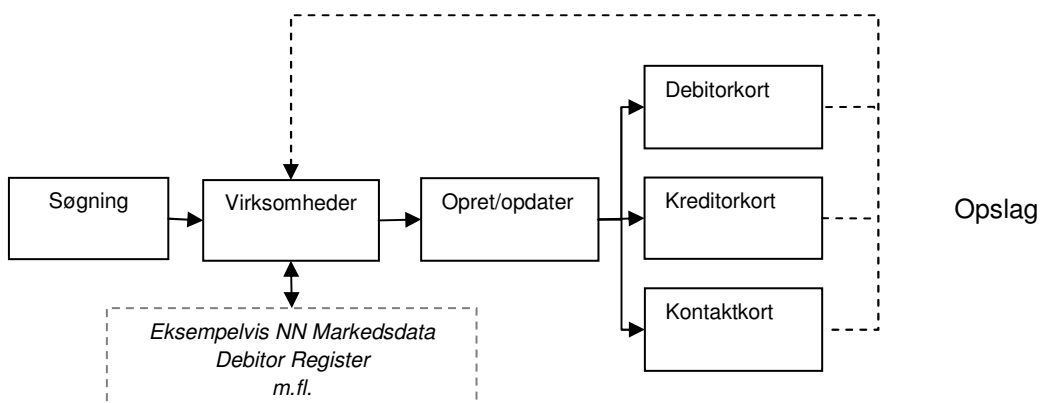 Søgning
Virksomheder
Opret/opdater
Debitorkort
Kreditorkort
Kontaktkort
Opslag
Eksempelvis NN Markedsdata
Debitor Register
m.fl.